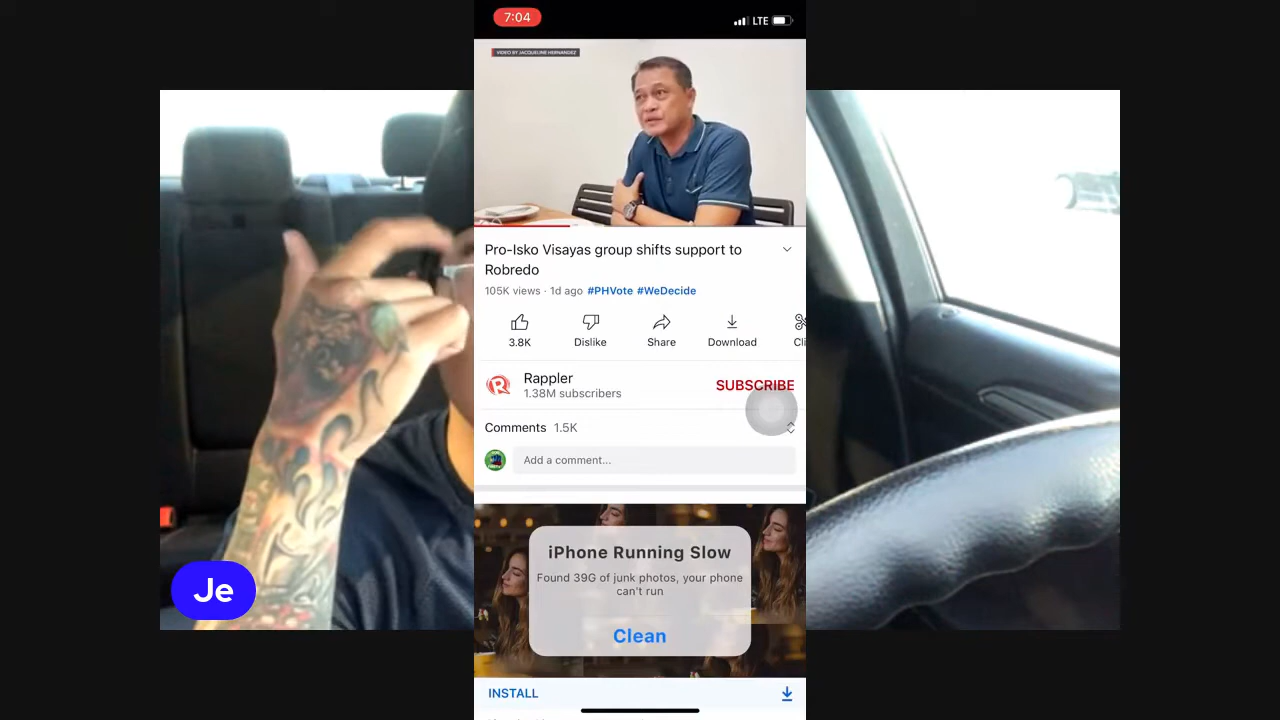 7:04
LTE
VIDEO BY JACQUELINE HERNANDEZ
Pro-Isko Visayas group shifts support to
Robredo
105K views · 1d ago #PHVote #WeDecide
3.8K
Dislike
Share
Download
Cli
Rappler
1.38M subscribers
SUBSCRIBE
Comments 1.5K
Add a comment...
iPhone Running Slow
Found 39G of junk photos, your phone
can't run
Clean
INSTALL
Je